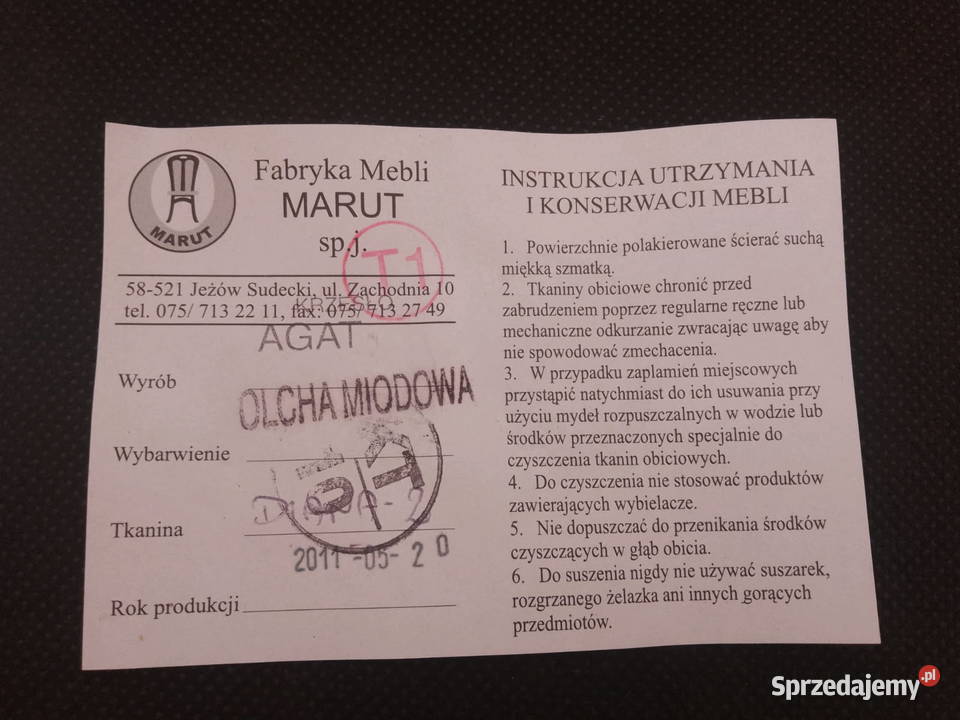 MARUT
Fabryka Mebli
MARUT
sp.j.
T1
58-521 Jeżów Sudecki, ul. Zachodnia 10
tel. 075/ 713 22 11, fax: 075/ 713 27 49
KRZESŁO
AGAT
Wyrób
OLCHA MIODOWA
Wybarwienie
Tkanina
2011 -05- 20
Rok produkcji
INSTRUKCJA UTRZYMANIA
I KONSERWACJI MEBLI
1. Powierzchnie polakierowane ścierać suchą
miękką szmatką.
2. Tkaniny obiciowe chronić przed
zabrudzeniem poprzez regularne ręczne lub
mechaniczne odkurzanie zwracając uwagę aby
nie spowodować zmechacenia.
3. W przypadku zaplamień miejscowych
przystąpić natychmiast do ich usuwania przy
użyciu mydeł rozpuszczalnych w wodzie lub
środków przeznaczonych specjalnie do
czyszczenia tkanin obiciowych.
4. Do czyszczenia nie stosować produktów
zawierających wybielacze.
5. Nie dopuszczać do przenikania środków
czyszczących w głąb obicia.
6. Do suszenia nigdy nie używać suszarek,
rozgrzanego żelazka ani innych gorących
przedmiotów.
Sprzedajemy.pl